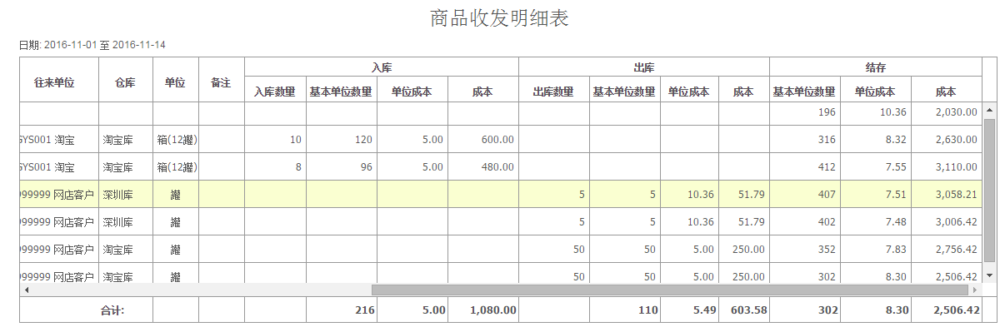 商品收发明细表
日期: 2016-11-01 至 2016-11-14
往来单位 仓库 单位 备注 入库 出库 结存
入库数量 基本单位数量 单位成本 成本 出库数量 基本单位数量 单位成本 成本 基本单位数量 单位成本 成本
196 10.36 2,030.00
GYS001 淘宝 淘宝库 箱(12罐) 10 120 5.00 600.00 316 8.32 2,630.00
GYS001 淘宝 淘宝库 箱(12罐) 8 96 5.00 480.00 412 7.55 3,110.00
999999 网店客户 深圳库 罐 5 5 10.36 51.79 407 7.51 3,058.21
999999 网店客户 深圳库 罐 5 5 10.36 51.79 402 7.48 3,006.42
999999 网店客户 淘宝库 罐 50 50 5.00 250.00 352 7.83 2,756.42
999999 网店客户 淘宝库 罐 50 50 5.00 250.00 302 8.30 2,506.42
合计: 216 5.00 1,080.00 110 5.49 603.58 302 8.30 2,506.42